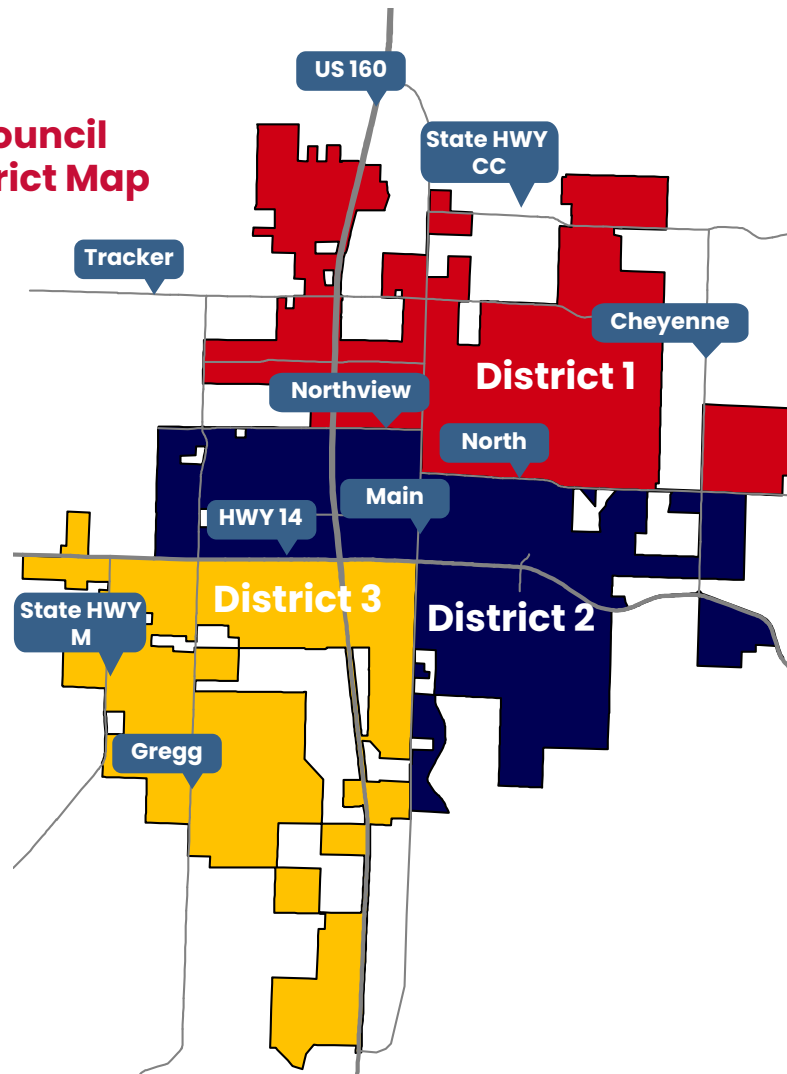 US 160
ouncil
rict Map
State HWY
CC
Tracker
Cheyenne
District 1
Northview
North
Main
HWY 14
District 3
District 2
State HWY
M
Gregg